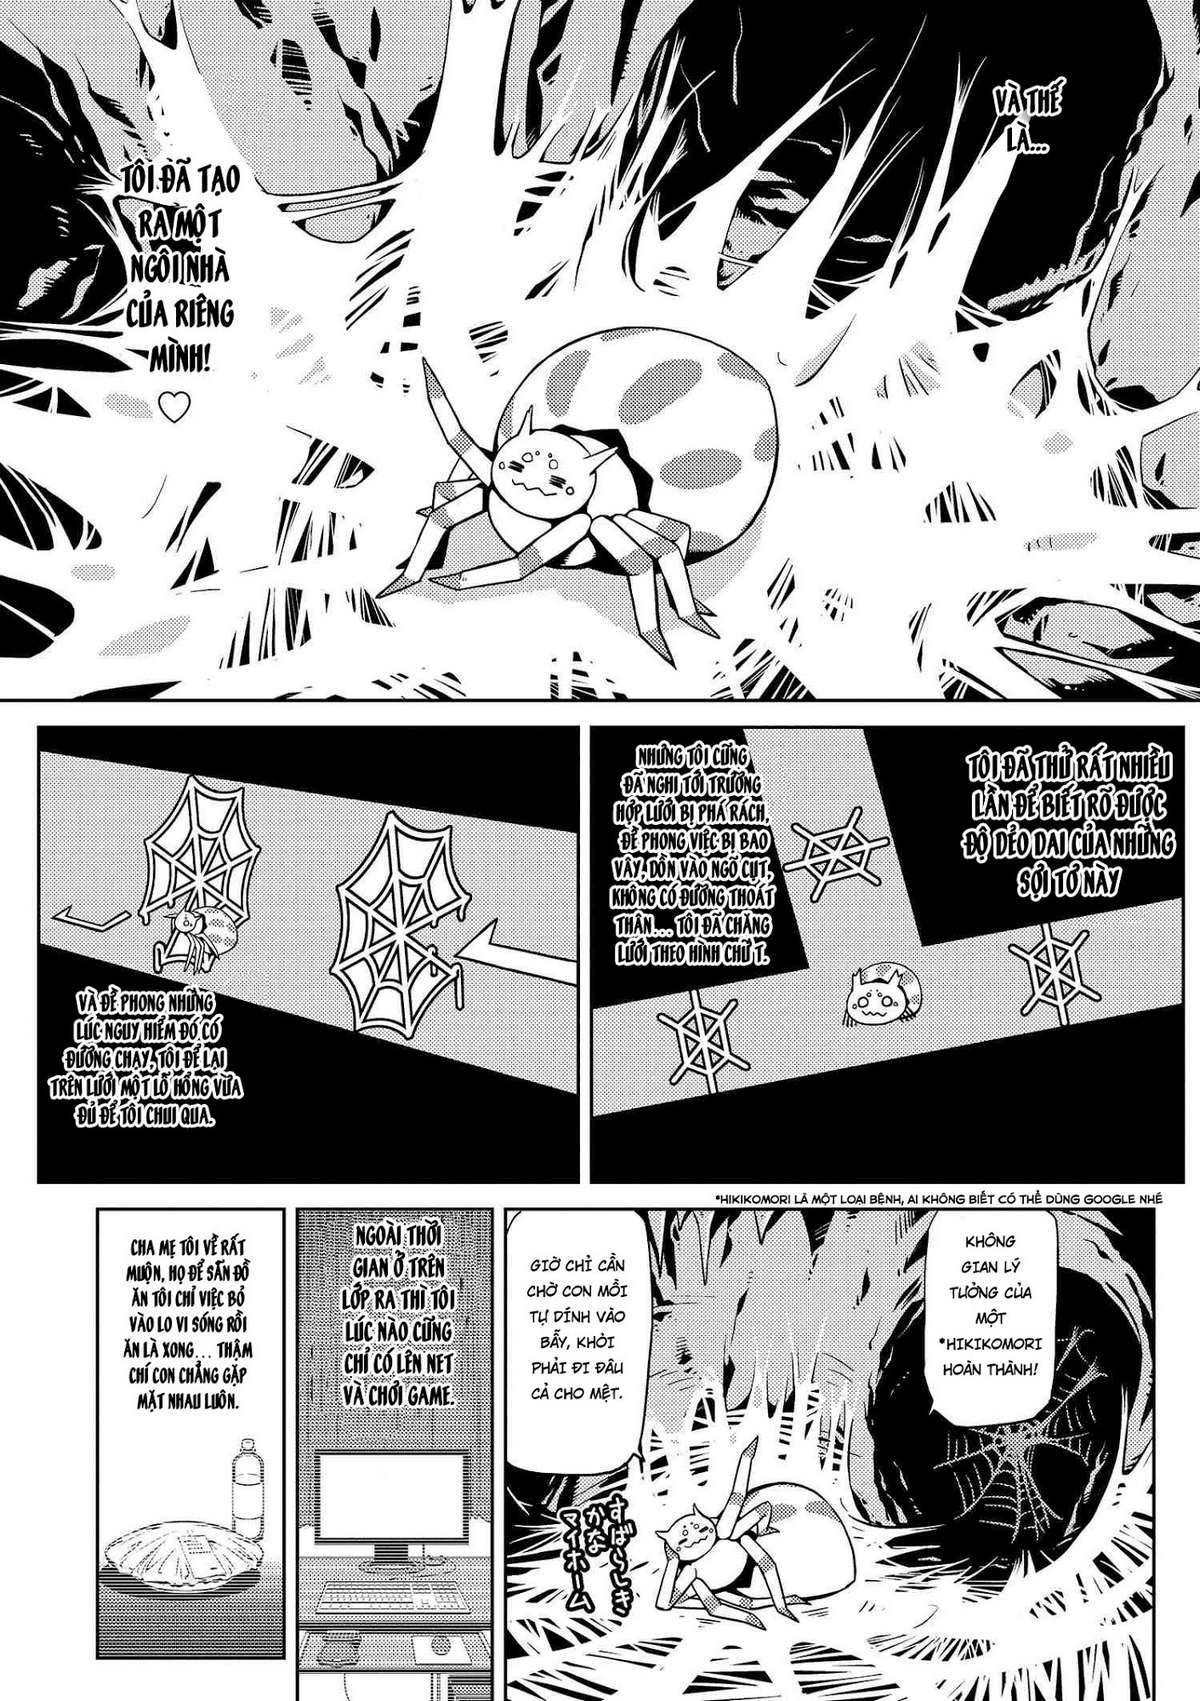 VÀ THẾ
LÀ...
TÔI ĐÃ TẠO
RA MỘT
NGÔI NHÀ
CỦA RIÊNG
MÌNH!
♡
TÔI ĐÃ THỬ RẤT NHIỀU
LẦN ĐỂ BIẾT RÕ ĐƯỢC
ĐỘ DẺO DAI CỦA NHỮNG
SỢI TƠ NÀY
NHƯNG TÔI CŨNG
ĐÃ NGHĨ TỚI TRƯỜNG
HỢP LƯỚI BỊ PHÁ RÁCH,
ĐỀ PHONG VIỆC BỊ BAO
VÂY, DỒN VÀO NGÕ CỤT,
KHÔNG CÓ ĐƯỜNG THOÁT
THÂN... TÔI ĐÃ CHĂNG
LƯỚI THEO HÌNH CHỮ T.
VÀ ĐỀ PHONG NHỮNG
LÚC NGUY HIỂM ĐÓ CÓ
ĐƯỜNG CHẠY, TÔI ĐỂ LẠI
TRÊN LƯỚI MỘT LỖ HỔNG VỪA
ĐỦ ĐỂ TÔI CHUI QUA.
*HIKIKOMORI LÀ MỘT LOẠI BỆNH, AI KHÔNG BIẾT CÓ THỂ DÙNG GOOGLE NHÉ
KHÔNG
GIAN LÝ
TƯỞNG CỦA
MỘT
*HIKIKOMORI
HOÀN THÀNH!
GIỜ CHỈ CẦN
CHỜ CON MỒI
TỰ DÍNH VÀO
BẪY, KHỎI
PHẢI ĐI ĐÂU
CẢ CHO MỆT.
すば〜らしき
かな
マイホーム
NGOÀI THỜI
GIAN Ở TRÊN
LỚP RA THÌ TÔI
LÚC NÀO CŨNG
CHỈ CÓ LÊN NET
VÀ CHƠI GAME.
CHA MẸ TÔI VỀ RẤT
MUỘN, HỌ ĐỂ SẴN ĐỒ
ĂN TÔI CHỈ VIỆC BỎ
VÀO LO VI SÓNG RỒI
ĂN LÀ XONG... THẬM
CHÍ CON CHẲNG GẶP
MẶT NHAU LUÔN.